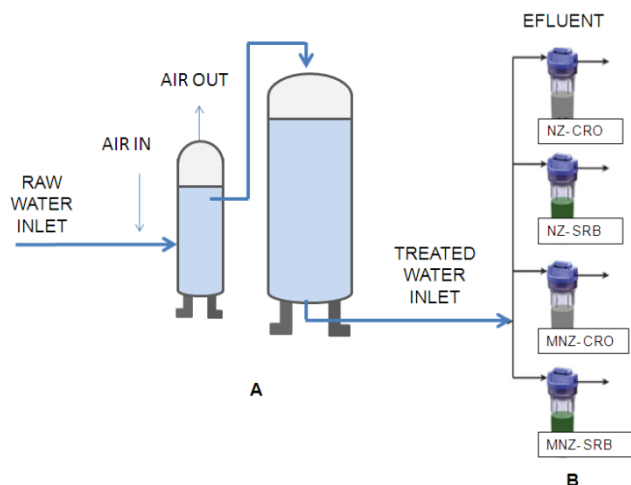 EFLUENT
AIR OUT
AIR IN
RAW
WATER
INLET
NZ-CRO
NZ-SRB
TREATED
WATER
INLET
MNZ-CRO
MNZ-SRB
A
B